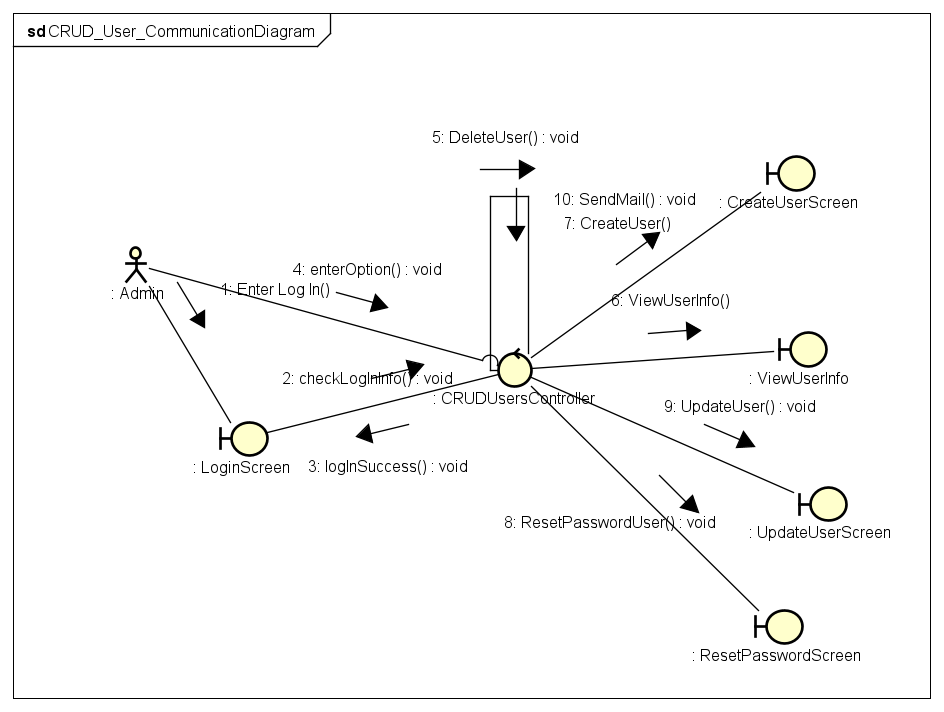 sd CRUD_User_CommunicationDiagram
5: DeleteUser() : void
10: SendMail() : void
: CreateUserScreen
7: CreateUser()
4: enterOption() : void
1: Enter Log In()
: Admin
6: ViewUserInfo()
2: checkLogInInfo() : void
: ViewUserInfo
: CRUDUsersController
9: UpdateUser() : void
: LoginScreen
3: logInSuccess() : void
8: ResetPasswordUser() : void
: UpdateUserScreen
: ResetPasswordScreen